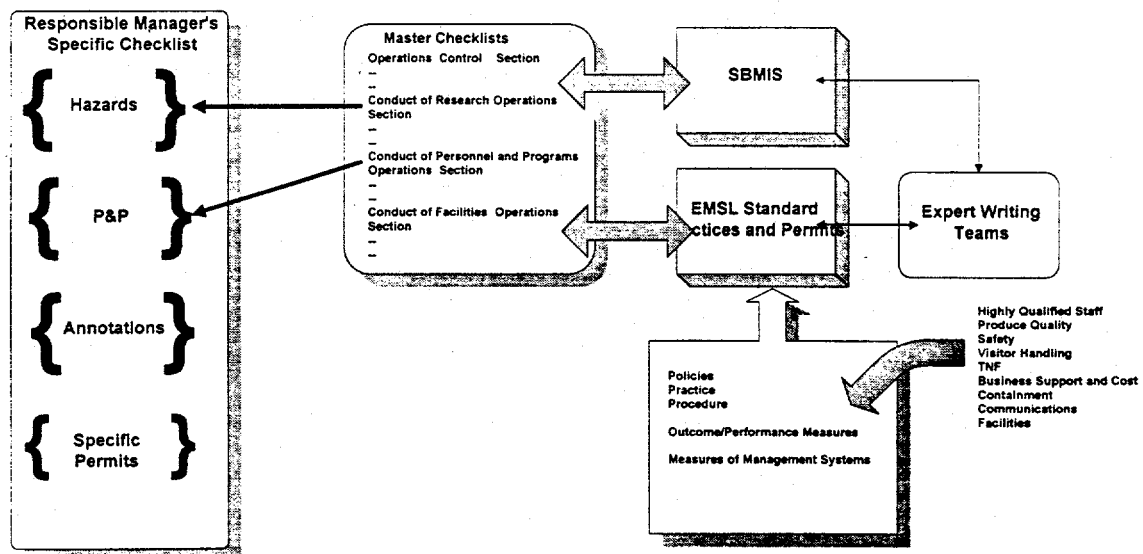 Responsible Manager's
Specific Checklist
Hazards
P&P
Annotations
Specific
Permits
Master Checklists
Operations Control Section
--
--
Conduct of Research Operations
Section
--
--
Conduct of Personnel and Programs
Operations Section
--
--
Conduct of Facilities Operations
Section
--
--
SBMIS
EMSL Standard
ctices and Permits
Expert Writing
Teams
Policies
Practice
Procedure
Outcome/Performance Measures
Measures of Management Systems
Highly Qualified Staff
Produce Quality
Safety
Visitor Handling
TNF
Business Support and Cost
Containment
Communications
Facilities